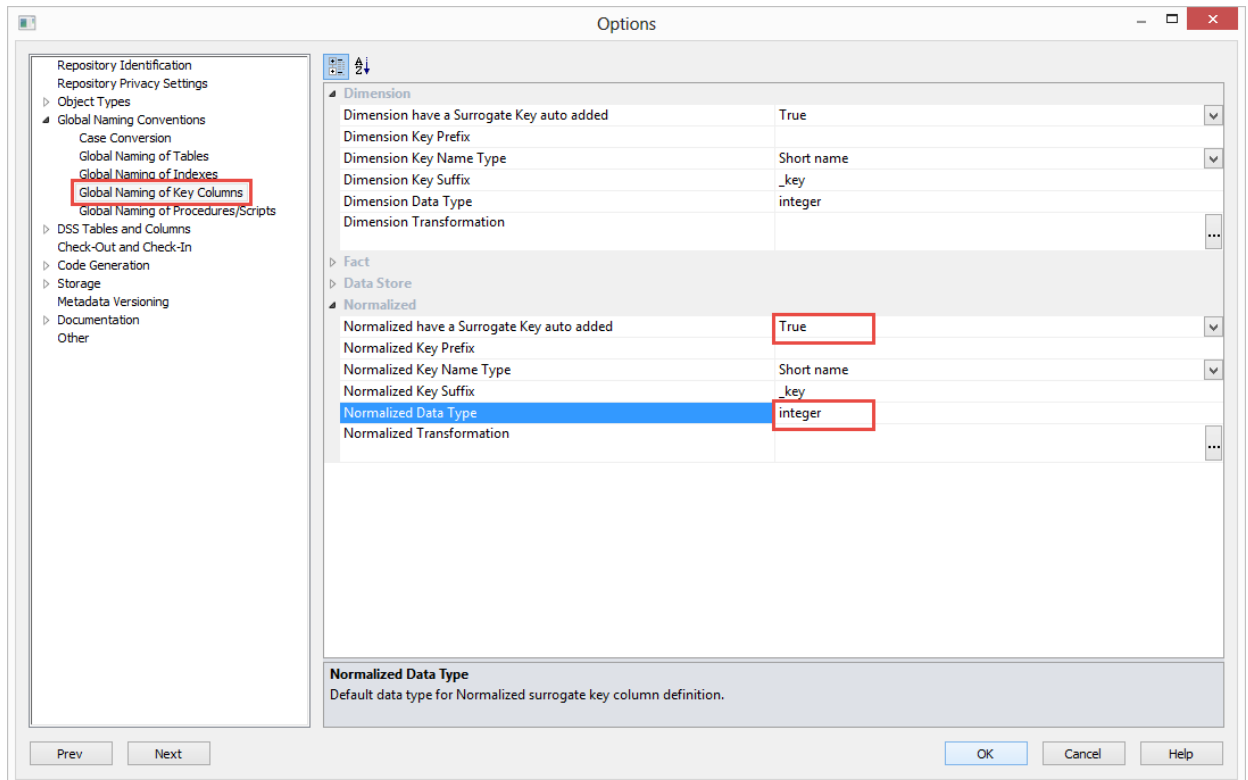 Options
Repository Identification
Repository Privacy Settings
Object Types
Global Naming Conventions
Case Conversion
Global Naming of Tables
Global Naming of Indexes
Global Naming of Key Columns
Global Naming of Procedures/Scripts
DSS Tables and Columns
Check-Out and Check-In
Code Generation
Storage
Metadata Versioning
Documentation
Other
Dimension
Dimension have a Surrogate Key auto added True
Dimension Key Prefix
Dimension Key Name Type Short name
Dimension Key Suffix _key
Dimension Data Type integer
Dimension Transformation ...
Fact
Data Store
Normalized
Normalized have a Surrogate Key auto added True
Normalized Key Prefix
Normalized Key Name Type Short name
Normalized Key Suffix _key
Normalized Data Type integer
Normalized Transformation ...
Normalized Data Type
Default data type for Normalized surrogate key column definition.
Prev Next OK Cancel Help